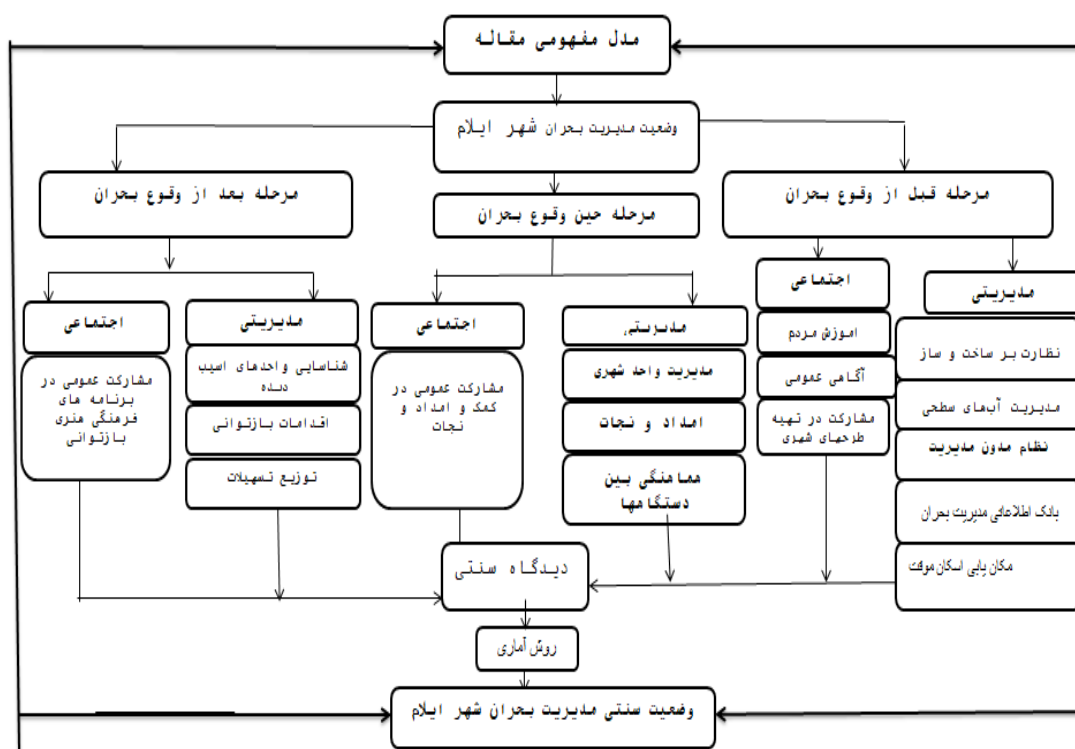 مدل مفهومی مقاله
وضعیت مدیریت بحران شهر ایلام
مرحله قبل از وقوع بحران
مرحله حین وقوع بحران
مرحله بعد از وقوع بحران
مدیریتی
نظارت بر ساخت و ساز
مدیریت آب‌های سطحی
نظام مدون مدیریت
بانک اطلاعاتی مدیریت بحران
مکان یابی اسکان موقت
اجتماعی
اموزش مردم
آگاهی عمومی
مشارکت در تهیه
طرحهای شهری
مدیریتی
مدیریت واحد شهری
امداد و نجات
هماهنگی بین
دستگاهها
اجتماعی
مشارکت عمومی در
کمک و امداد و
نجات
مدیریتی
شناسایی واحدهای اسیب
دیده
اقدامات بازتوانی
توزیع تسهیلات
اجتماعی
مشارکت عمومی در
برنامه های
فرهنگی هنری
بازتوانی
دیدگاه سنتی
روش آماری
وضعیت سنتی مدیریت بحران شهر ایلام